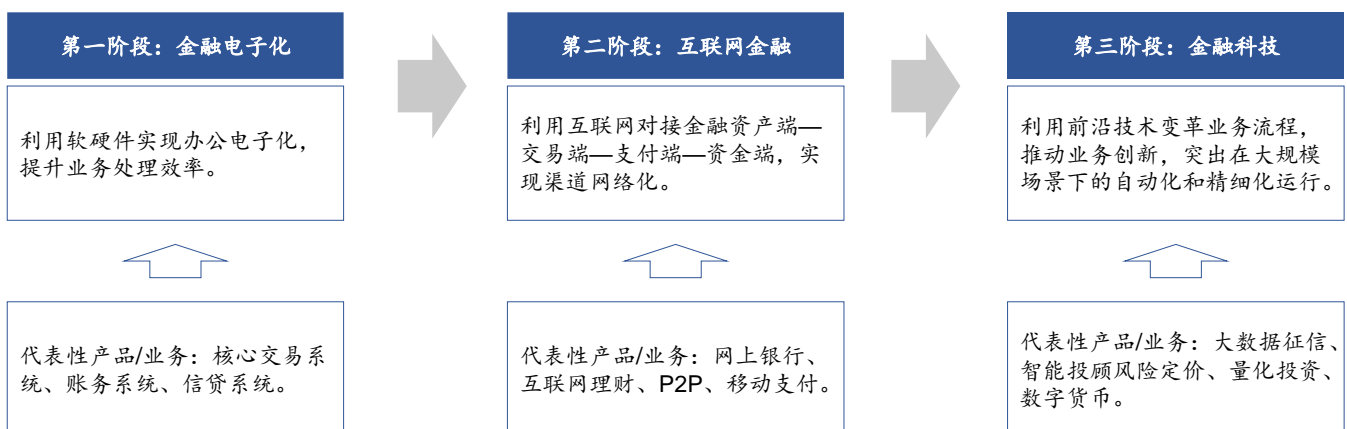 第一阶段：金融电子化
利用软硬件实现办公电子化，
提升业务处理效率。
代表性产品/业务：核心交易系
统、账务系统、信贷系统。
第二阶段：互联网金融
利用互联网对接金融资产端—
交易端—支付端—资金端，实
现渠道网络化。
代表性产品/业务：网上银行、
互联网理财、P2P、移动支付。
第三阶段：金融科技
利用前沿技术变革业务流程，
推动业务创新，突出在大规模
场景下的自动化和精细化运行。
代表性产品/业务：大数据征信、
智能投顾风险定价、量化投资、
数字货币。